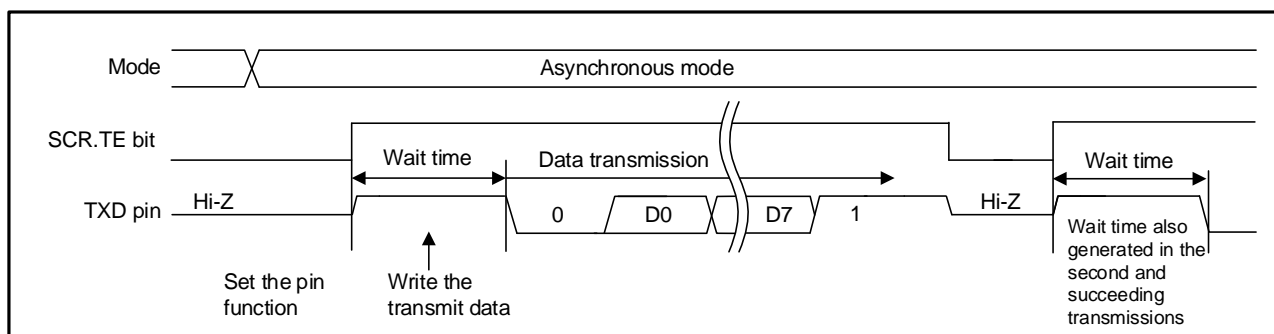 Mode
Asynchronous mode
SCR.TE bit
Wait time
Data transmission
Wait time
TXD pin
Hi-Z
0
D0
D7
1
Hi-Z
Set the pin
function
Write the
transmit data
Wait time also
generated in the
second and
succeeding
transmissions